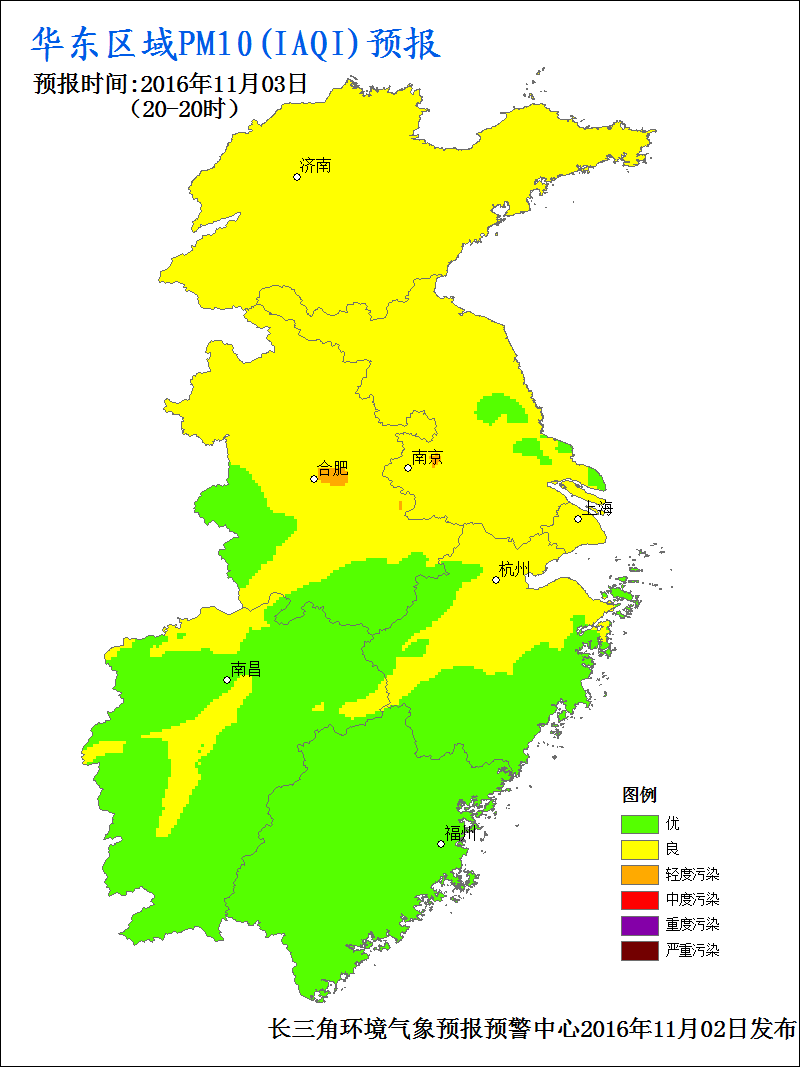 华东区域PM10(IAQI)预报
预报时间:2016年11月03日
（20-20时）
济南
合肥
南京
上海
杭州
南昌
福州
图例
优
良
轻度污染
中度污染
重度污染
严重污染
长三角环境气象预报预警中心2016年11月02日发布